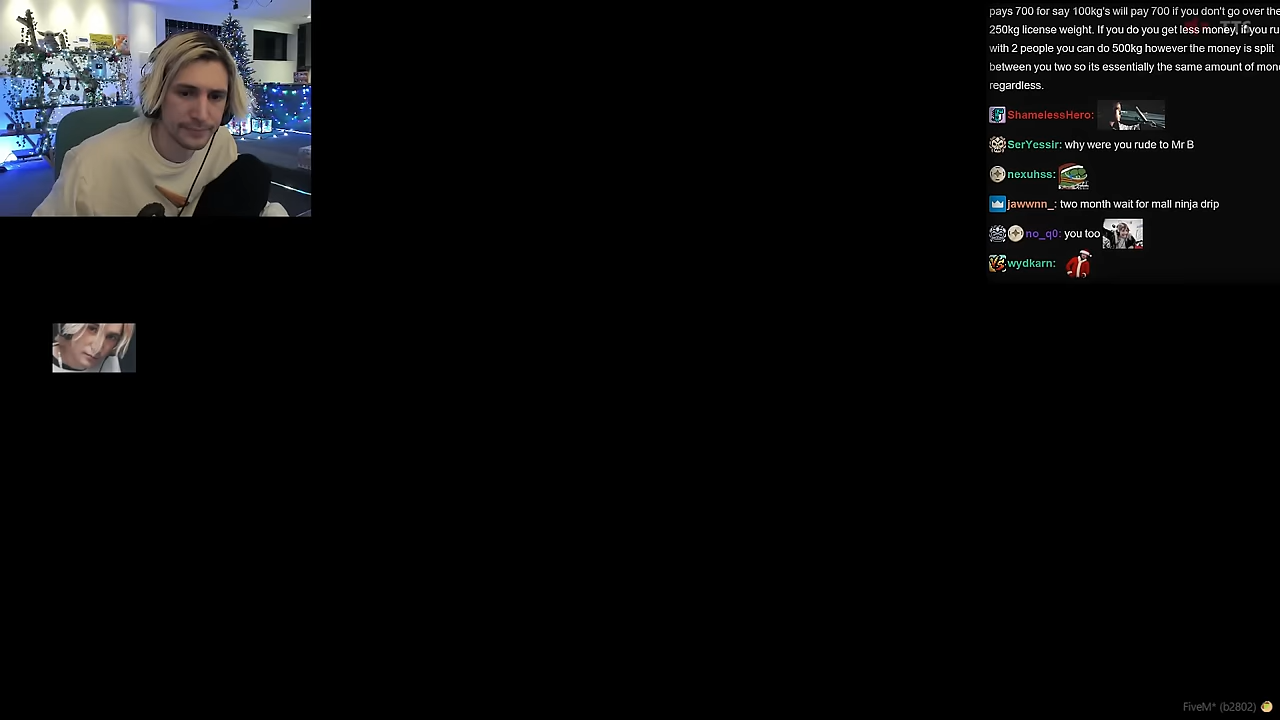 pays 700 for say 100kg's will pay 700 if you don't go over the
250kg license weight. If you do you get less money, if you ru
with 2 people you can do 500kg however the money is split
between you two so its essentially the same amount of mon
regardless.
ShamelessHero:
SerYessir: why were you rude to Mr B
nexuhss:
jawwnn_: two month wait for mall ninja drip
no_q0: you too
wydkarn:
FiveM* (b2802)